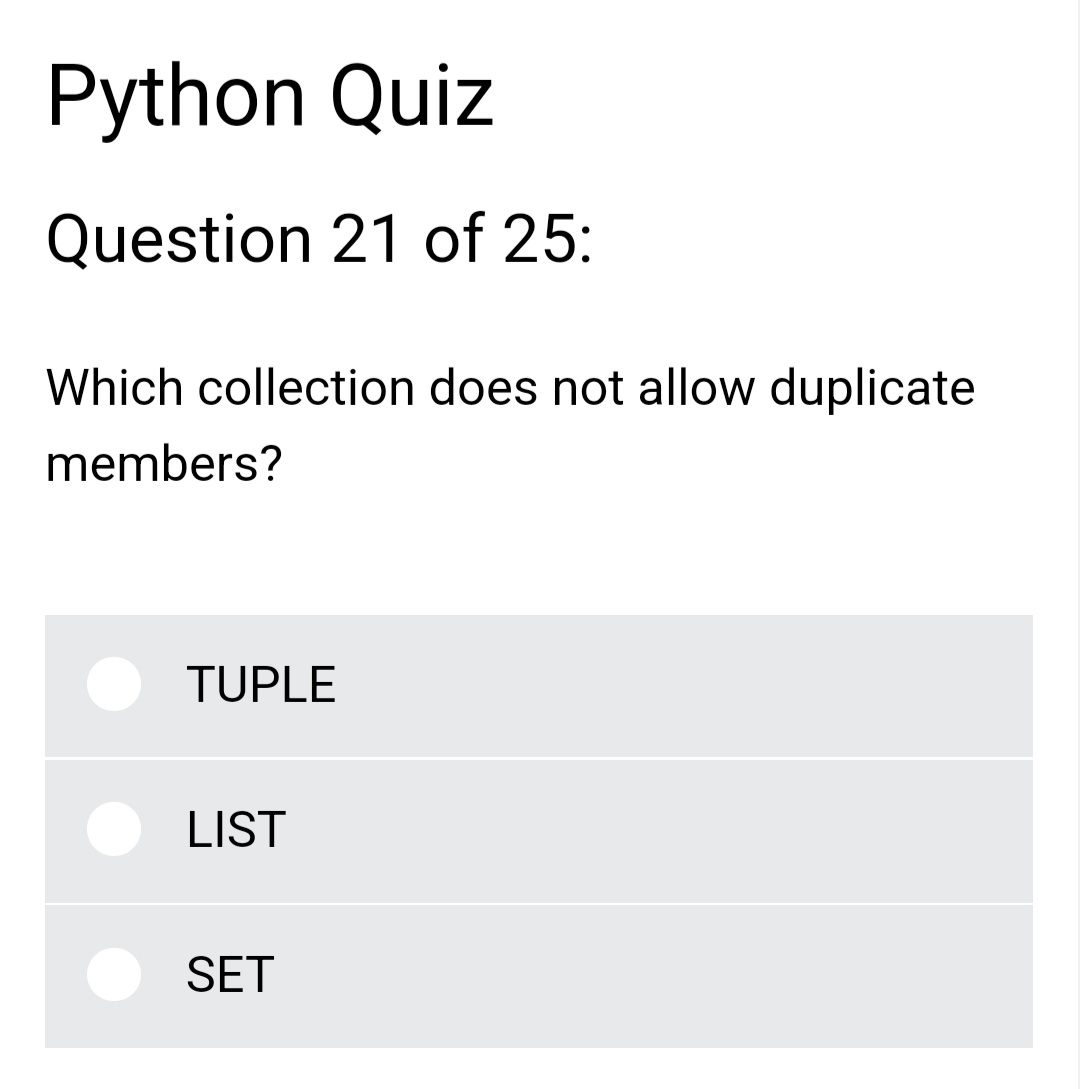 Python Quiz
Question 21 of 25:
Which collection does not allow duplicate
members?
TUPLE
LIST
SET